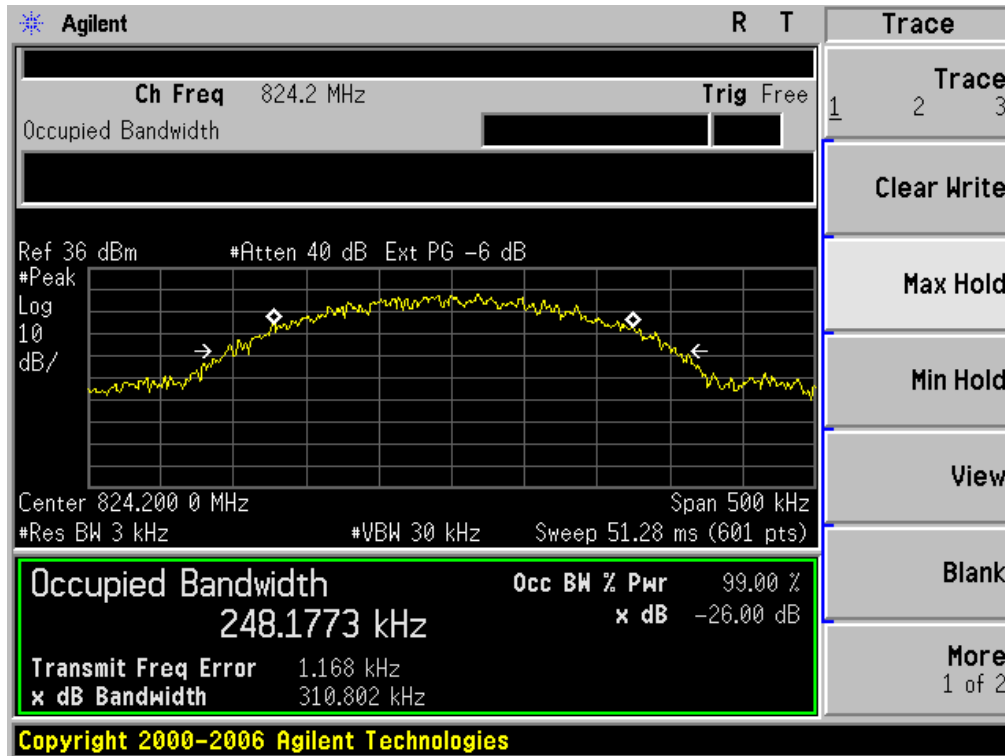 Agilent R T Trace
Ch Freq 824.2 MHz Trig Free
Occupied Bandwidth
Trace
1 2 3
Clear Write
Max Hold
Min Hold
View
Blank
More
1 of 2
Ref 36 dBm #Atten 40 dB Ext PG -6 dB
#Peak
Log
10
dB/
Center 824.200 0 MHz Span 500 kHz
#Res BW 3 kHz #VBW 30 kHz Sweep 51.28 ms (601 pts)
Occupied Bandwidth Occ BW % Pwr 99.00 %
248.1773 kHz x dB -26.00 dB
Transmit Freq Error 1.168 kHz
x dB Bandwidth 310.802 kHz
Copyright 2000-2006 Agilent Technologies